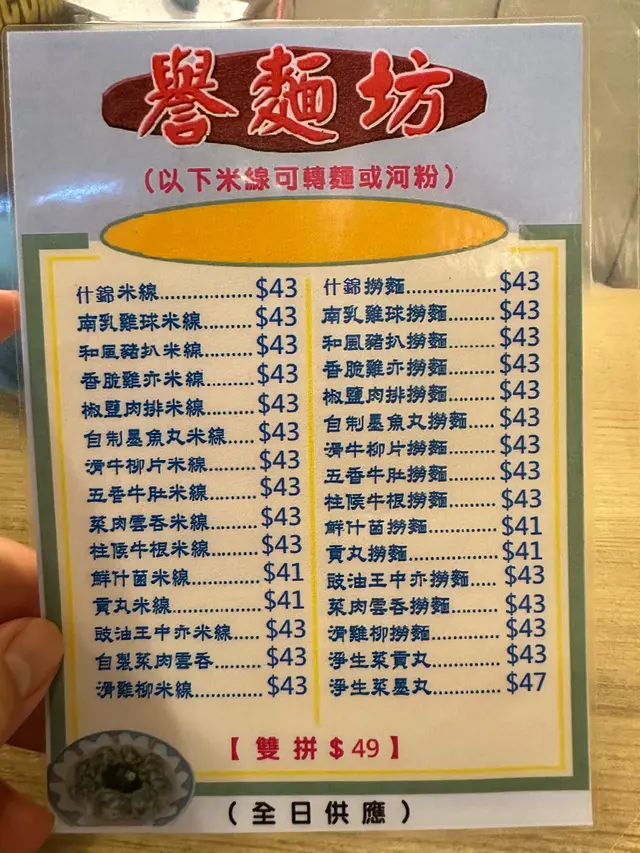 譽麵坊
(以下米線可轉麵或河粉)
什錦米線................$43
南乳雞球米線.........$43
和風豬扒米線.........$43
香脆雞亦米線.........$43
椒鹽肉排米線.........$43
自制墨魚丸米線.....$43
滑牛柳片米線.........$43
五香牛肚米線.........$43
菜肉雲吞米線.........$43
柱候牛根米線.........$43
鮮什菌米線............$41
貢丸米線................$41
豉油王中亦米線.....$43
自製菜肉雲吞........$43
滑雞柳米線............$43
什錦撈麵................$43
南乳雞球撈麵.........$43
和風豬扒撈麵.........$43
香脆雞亦撈麵.........$43
椒鹽肉排撈麵.........$43
自制墨魚丸撈麵.....$43
滑牛柳片撈麵.........$43
五香牛肚撈麵.........$43
柱候牛根撈麵.........$43
鮮什菌撈麵............$41
貢丸撈麵................$41
豉油王中亦撈麵.....$43
菜肉雲吞撈麵.........$43
滑雞柳撈麵............$43
淨生菜貢丸............$43
淨生菜墨丸............$47
【雙拼$49】
(全日供應)